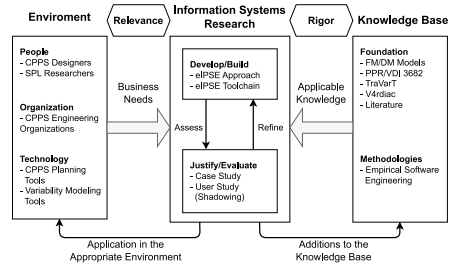 Enviroment
Relevance
Information Systems
Research
Rigor
Knowledge Base
People
- CPPS Designers
- SPL Researchers
Organization
- CPPS Engineering
Organizations
Technology
- CPPS Planning
Tools
- Variability Modeling
Tools
Business
Needs
Develop/Build
- eIPSE Approach
- eIPSE Toolchain
Assess
Refine
Justify/Evaluate
- Case Study
- User Study
(Shadowing)
Applicable
Knowledge
Foundation
- FM/DM Models
- PPR/VDI 3682
- TraVarT
- V4rdiac
- Literature
Methodologies
- Empirical Software
Engineering
Application in the
Appropriate Environment
Additions to the
Knowledge Base